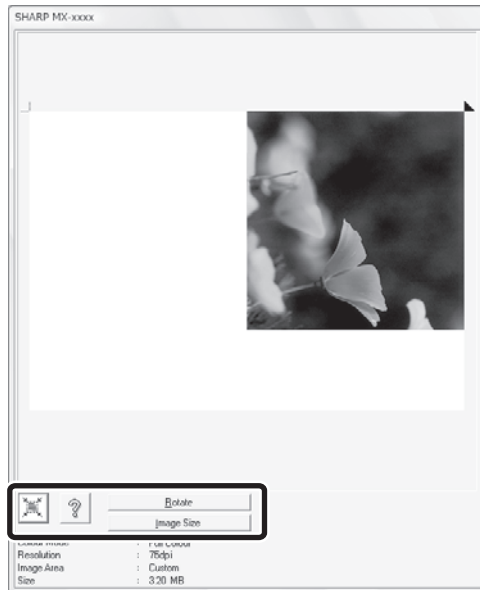 SHARP MX-xxxx
?
Rotate
Image Size
Colour Mode : Full Colour
Resolution : 75dpi
Image Area : Custom
Size : 3.20 MB